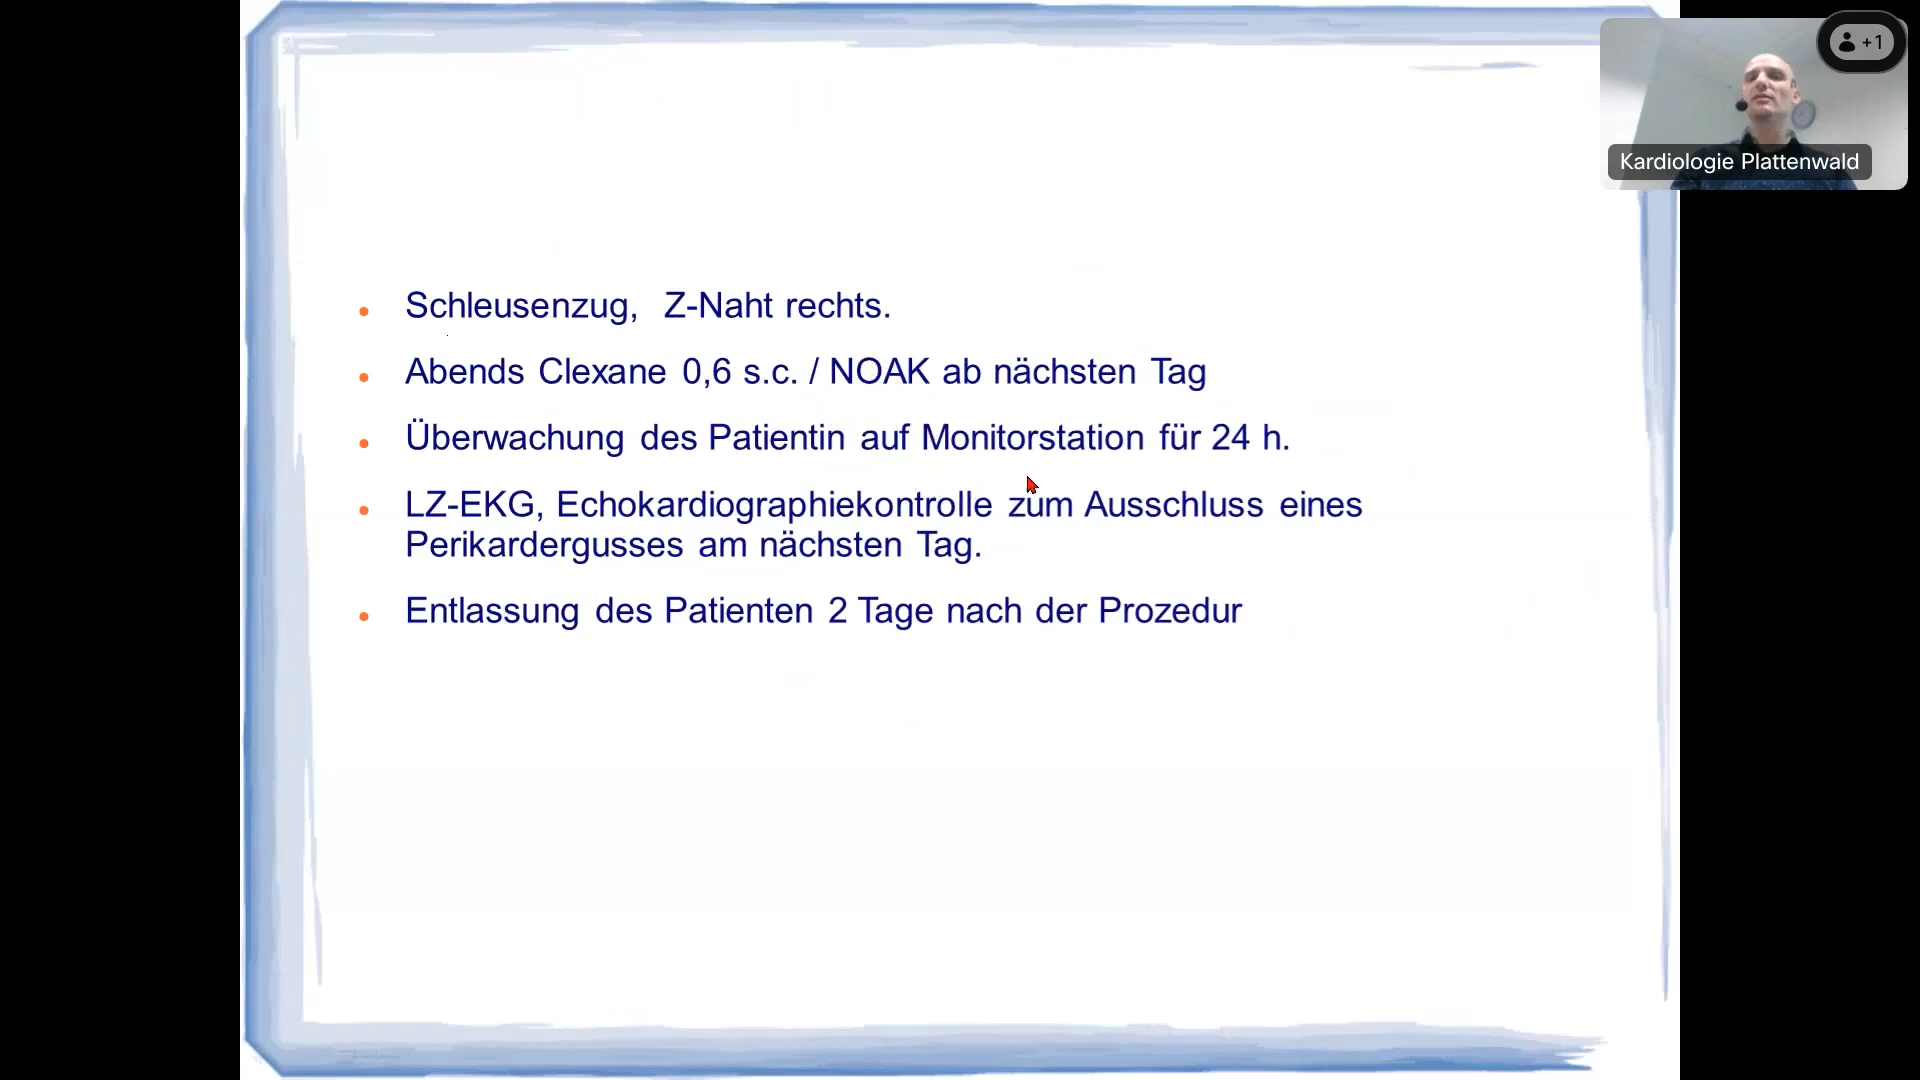 Schleusenzug, Z-Naht rechts.
Abends Clexane 0,6 s.c. / NOAK ab nächsten Tag
Überwachung des Patientin auf Monitorstation für 24 h.
LZ-EKG, Echokardiographiekontrolle zum Ausschluss eines
Perikardergusses am nächsten Tag.
Entlassung des Patienten 2 Tage nach der Prozedur
+1
Kardiologie Plattenwald